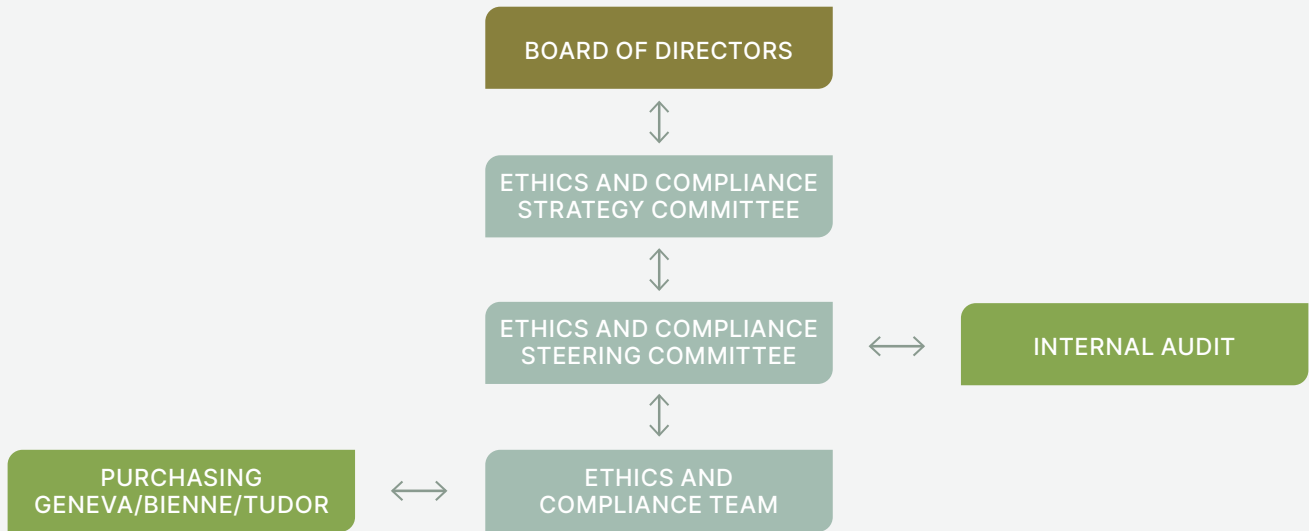 BOARD OF DIRECTORS
ETHICS AND COMPLIANCE
STRATEGY COMMITTEE
ETHICS AND COMPLIANCE
STEERING COMMITTEE
INTERNAL AUDIT
PURCHASING
GENEVA/BIENNE/TUDOR
ETHICS AND
COMPLIANCE TEAM